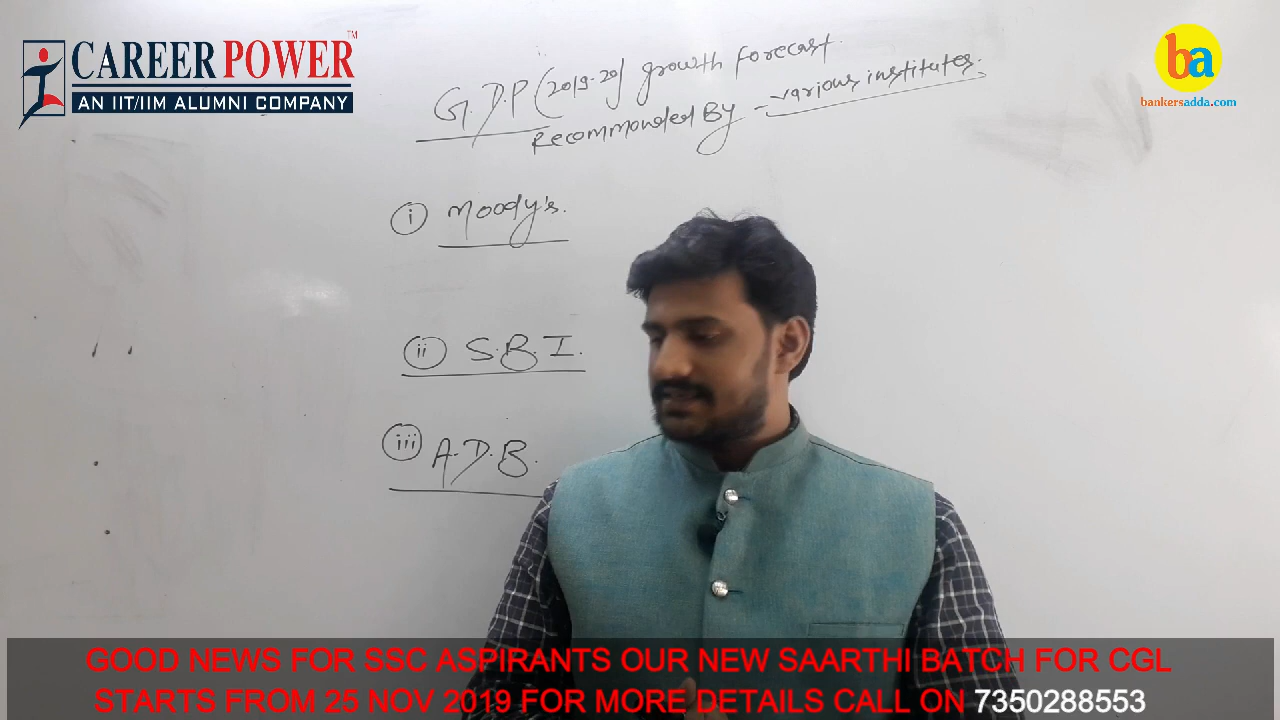 CAREER POWER™
AN IIT/IIM ALUMNI COMPANY
ba
bankersadda.com
G.D.P (2019-20) growth forecast
Recommonded By - various institutes.
(i) Moody's.
(ii) S.B.I.
(iii) A.D.B.
GOOD NEWS FOR SSC ASPIRANTS OUR NEW SAARTHI BATCH FOR CGL
STARTS FROM 25 NOV 2019 FOR MORE DETAILS CALL ON 7350288553